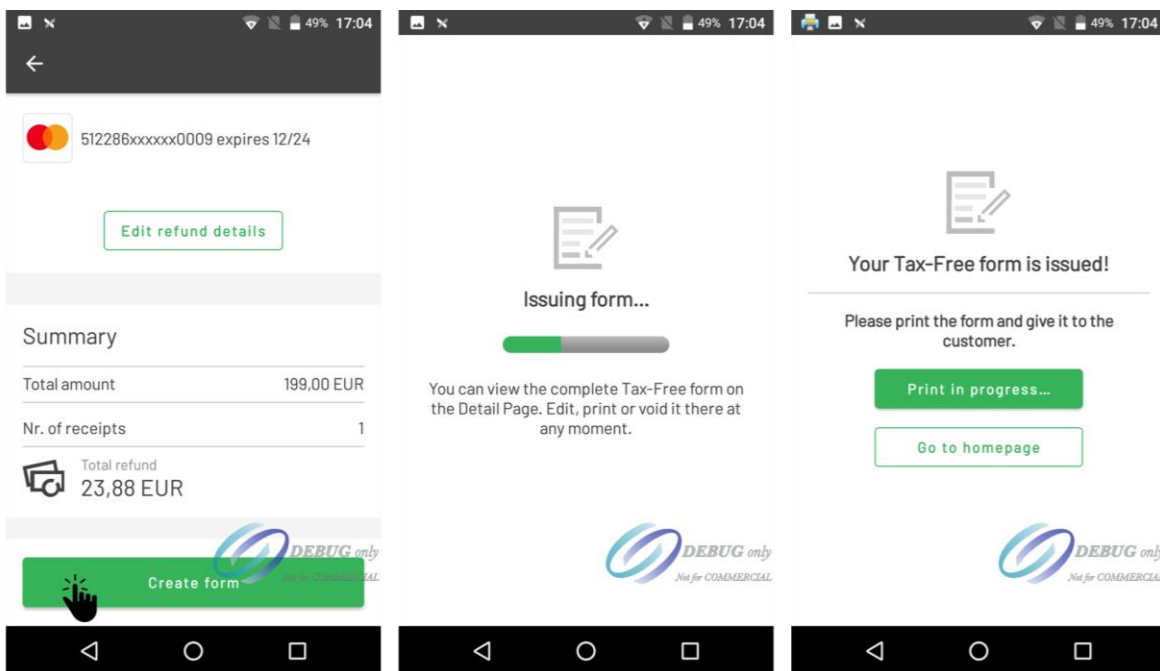 49% 17:04
512286xxxxxx0009 expires 12/24
Edit refund details
Summary
Total amount 199,00 EUR
Nr. of receipts 1
Total refund
23,88 EUR
Create form
DEBUG only
Not for COMMERCIAL
49% 17:04
Issuing form...
You can view the complete Tax-Free form on
the Detail Page. Edit, print or void it there at
any moment.
DEBUG only
Not for COMMERCIAL
49% 17:04
Your Tax-Free form is issued!
Please print the form and give it to the
customer.
Print in progress...
Go to homepage
DEBUG only
Not for COMMERCIAL